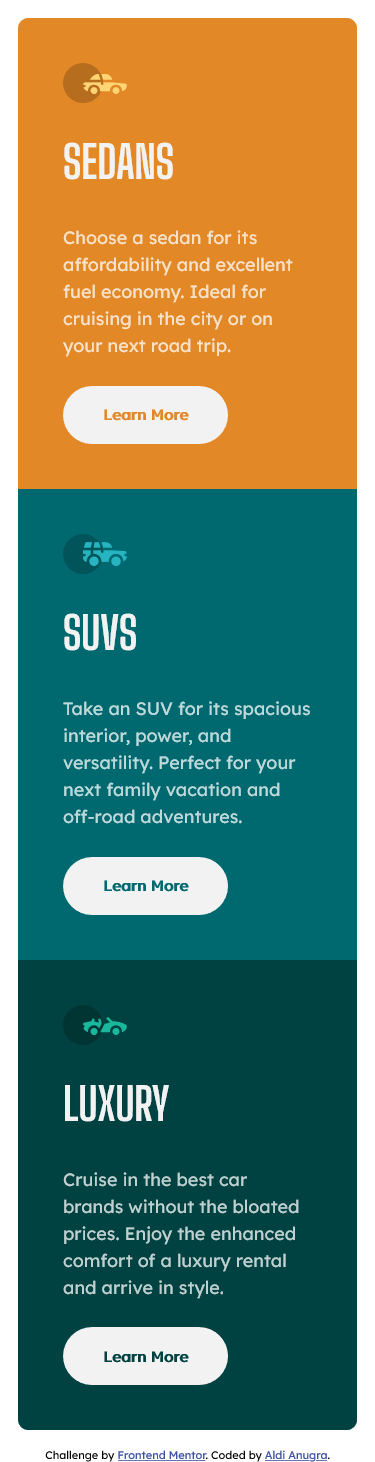 SEDANS
Choose a sedan for its
affordability and excellent
fuel economy. Ideal for
cruising in the city or on
your next road trip.
Learn More
SUVS
Take an SUV for its spacious
interior, power, and
versatility. Perfect for your
next family vacation and
off-road adventures.
Learn More
LUXURY
Cruise in the best car
brands without the bloated
prices. Enjoy the enhanced
comfort of a luxury rental
and arrive in style.
Learn More
Challenge by Frontend Mentor. Coded by Aldi Anugra.